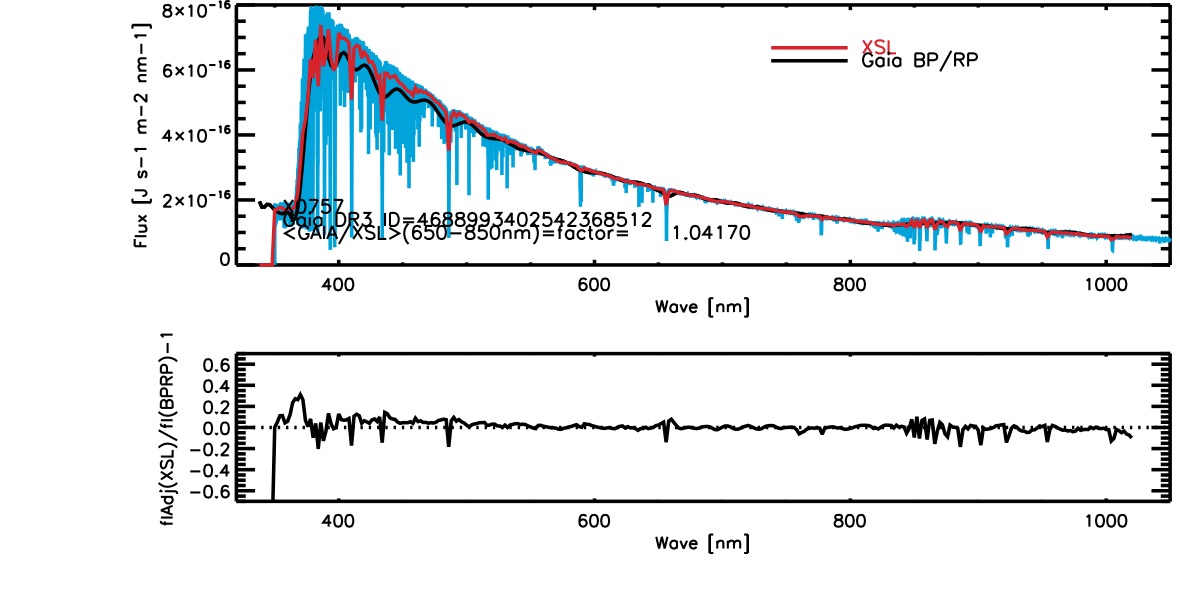 8×10⁻¹⁶
6×10⁻¹⁶
4×10⁻¹⁶
2×10⁻¹⁶
0
Flux [J s-1 m-2 nm-1]
XSL
Gaia BP/RP
X0757
Gaia DR3 ID=4688993402542368512
<GAIA/XSL>(650-850nm)=factor= 1.04170
400 600 800 1000
Wave [nm]
0.6
0.4
0.2
0.0
-0.2
-0.4
-0.6
flAdj(XSL)/fl(BPRP)-1
400 600 800 1000
Wave [nm]